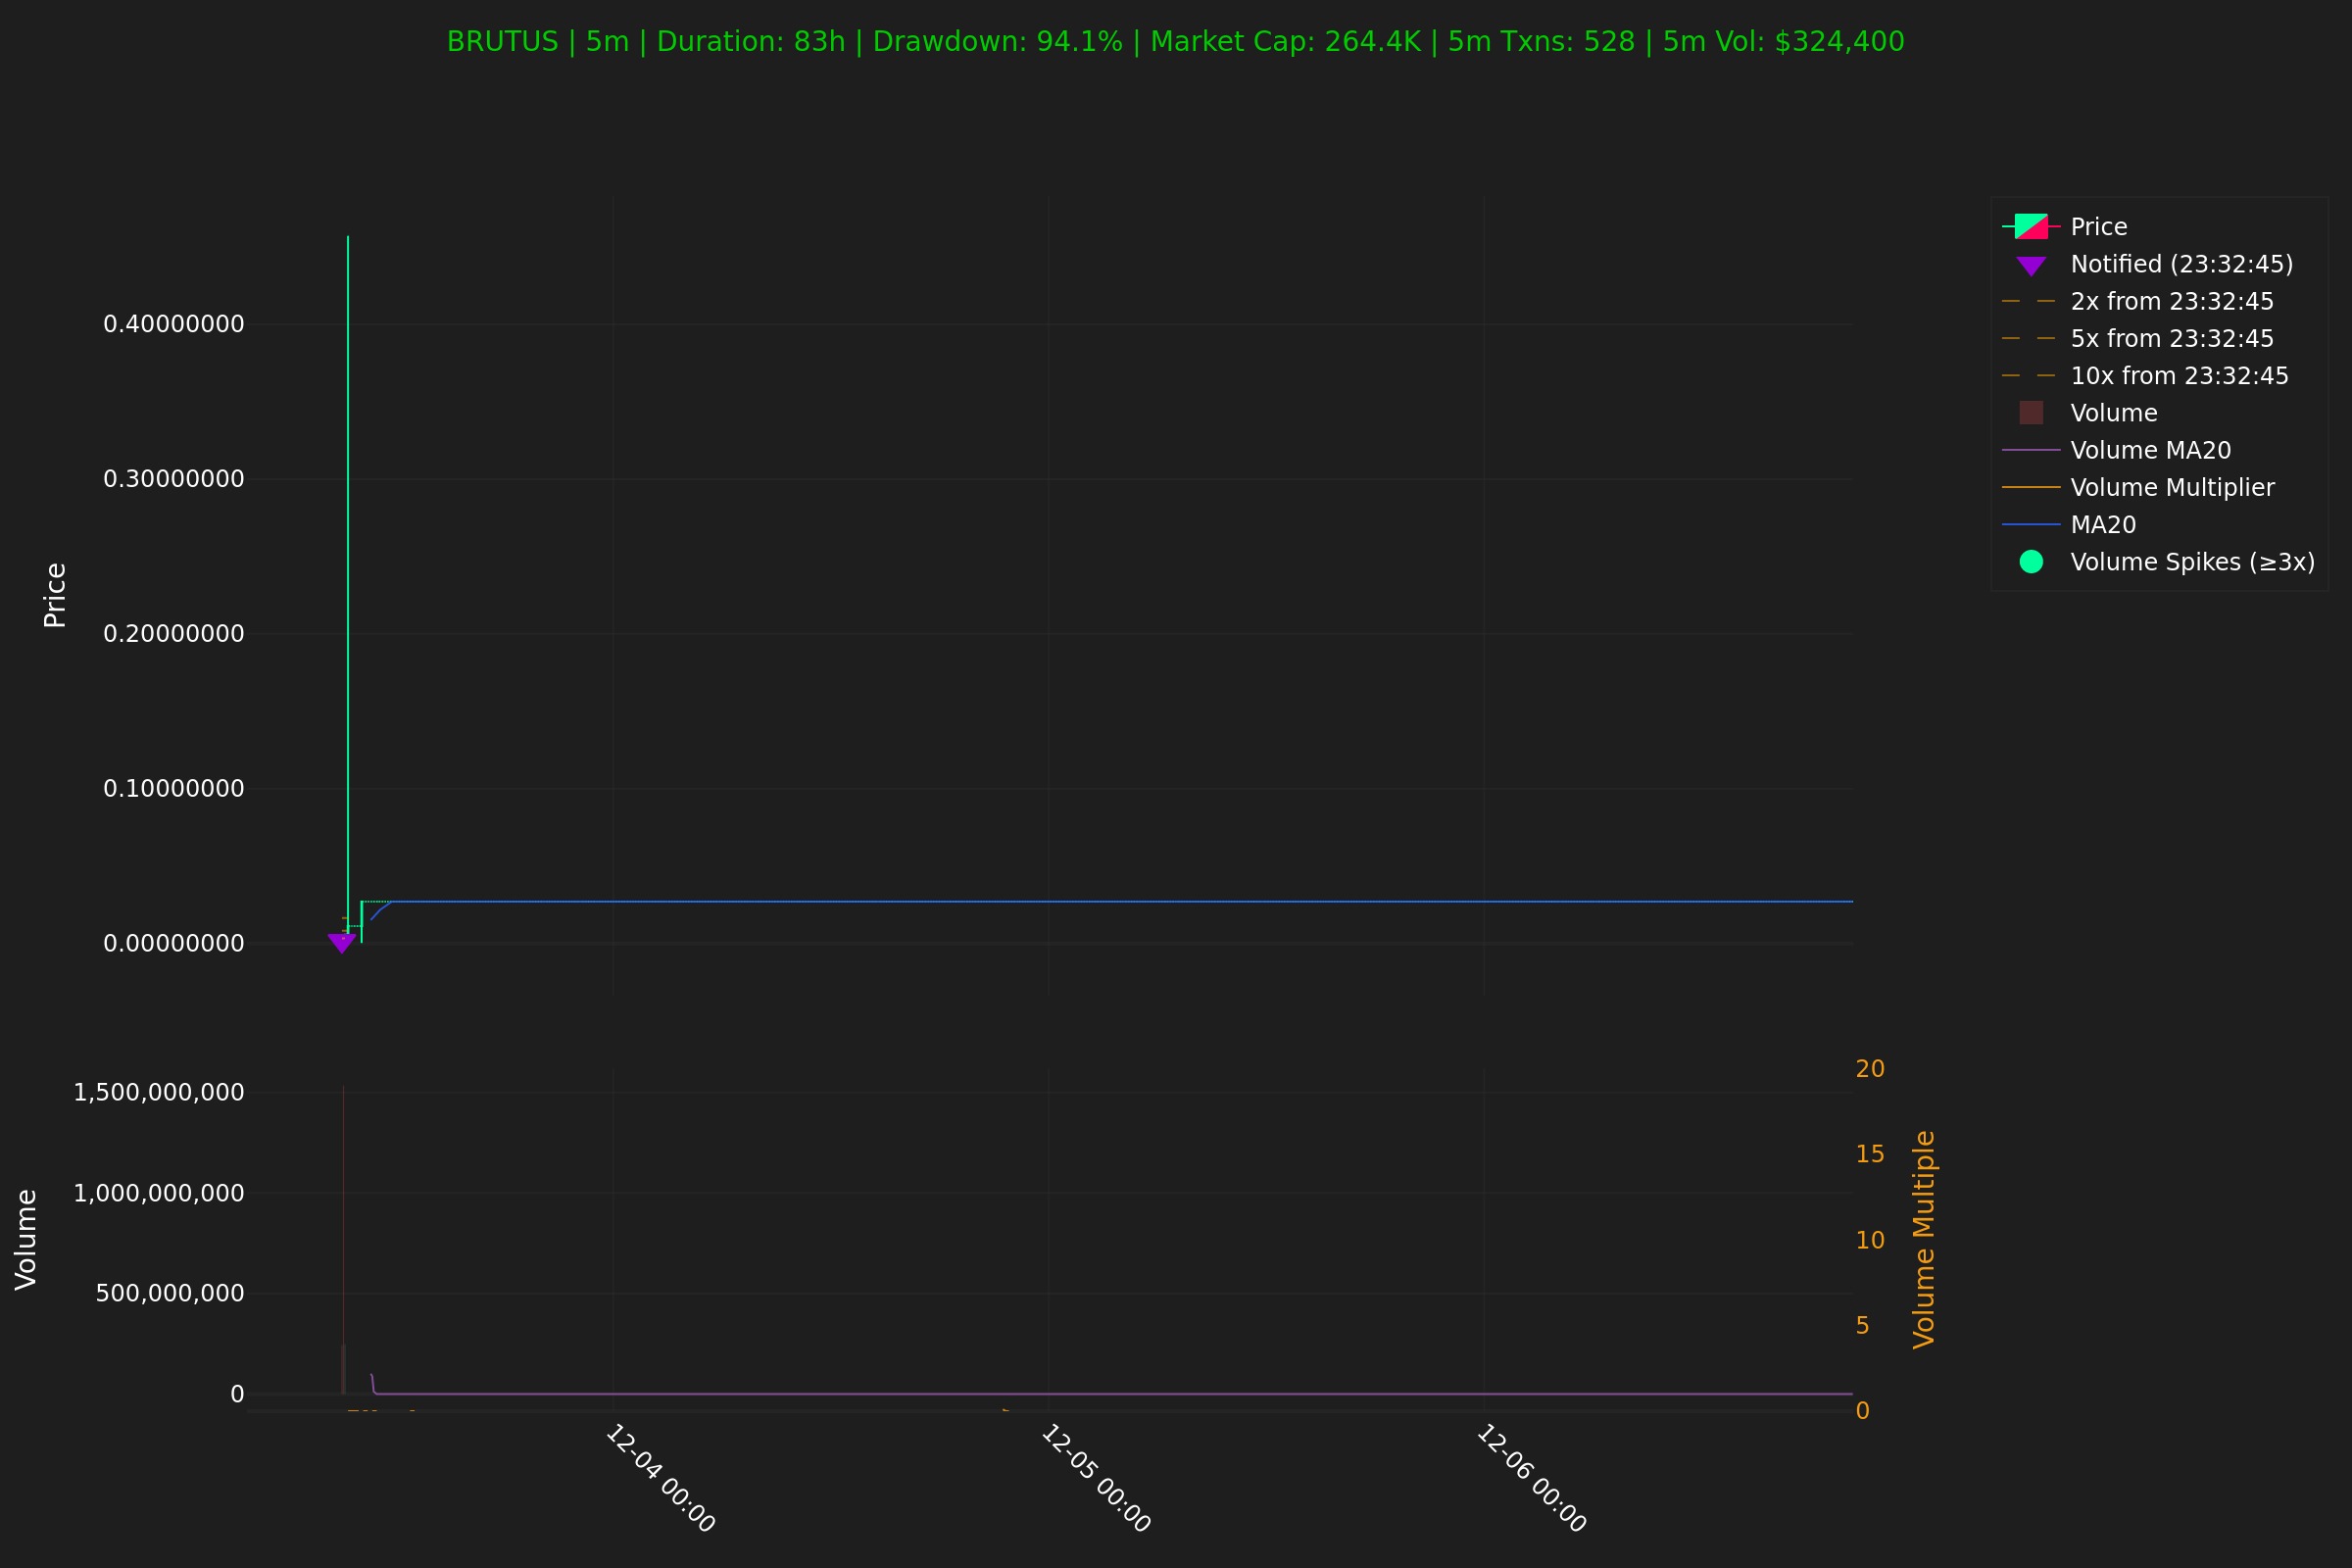 BRUTUS | 5m | Duration: 83h | Drawdown: 94.1% | Market Cap: 264.4K | 5m Txns: 528 | 5m Vol: $324,400
Price
0.40000000
0.30000000
0.20000000
0.10000000
0.00000000
Price
Notified (23:32:45)
2x from 23:32:45
5x from 23:32:45
10x from 23:32:45
Volume
Volume MA20
Volume Multiplier
MA20
Volume Spikes (≥3x)
Volume
1,500,000,000
1,000,000,000
500,000,000
0
20
15
10
5
0
Volume Multiple
12-04 00:00
12-05 00:00
12-06 00:00